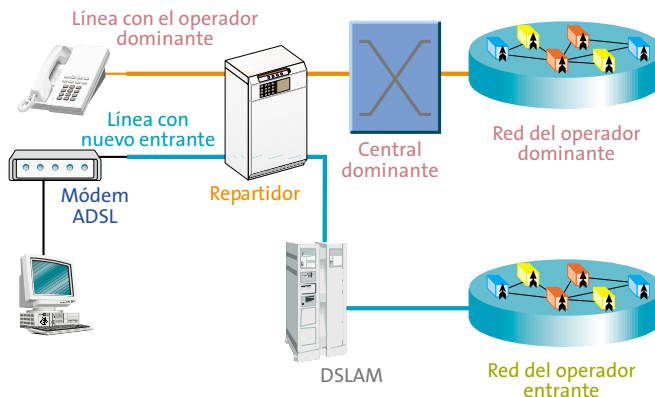 Línea con el operador
dominante
Línea con
nuevo entrante
Módem
ADSL
Repartidor
Central
dominante
Red del operador
dominante
DSLAM
Red del operador
entrante